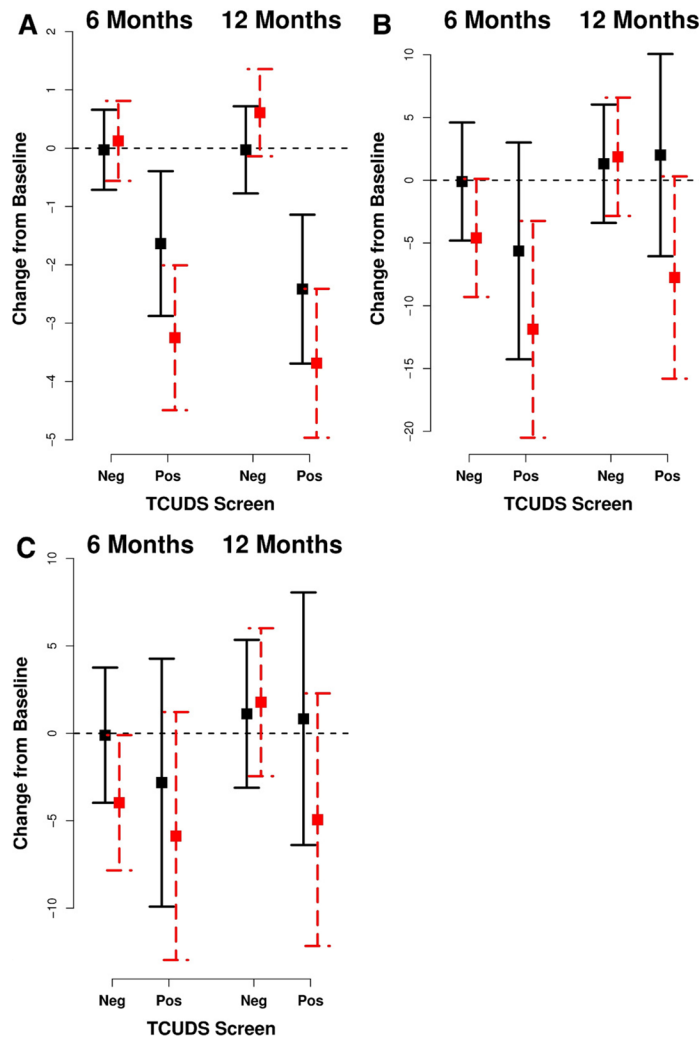 A
6 Months 12 Months
Change from Baseline
2
1
0
-1
-2
-3
-4
-5
Neg Pos Neg Pos
TCUDS Screen
B
6 Months 12 Months
Change from Baseline
10
5
0
-5
-10
-15
-20
Neg Pos Neg Pos
TCUDS Screen
C
6 Months 12 Months
Change from Baseline
10
5
0
-5
-10
Neg Pos Neg Pos
TCUDS Screen